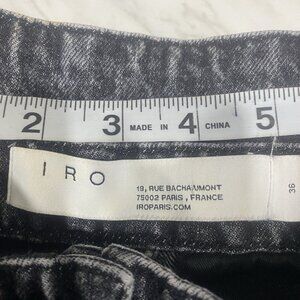 2 3 MADE IN 4 CHINA 5
IRO
19, RUE BACHAUMONT
75002 PARIS, FRANCE
IROPARIS.COM
36